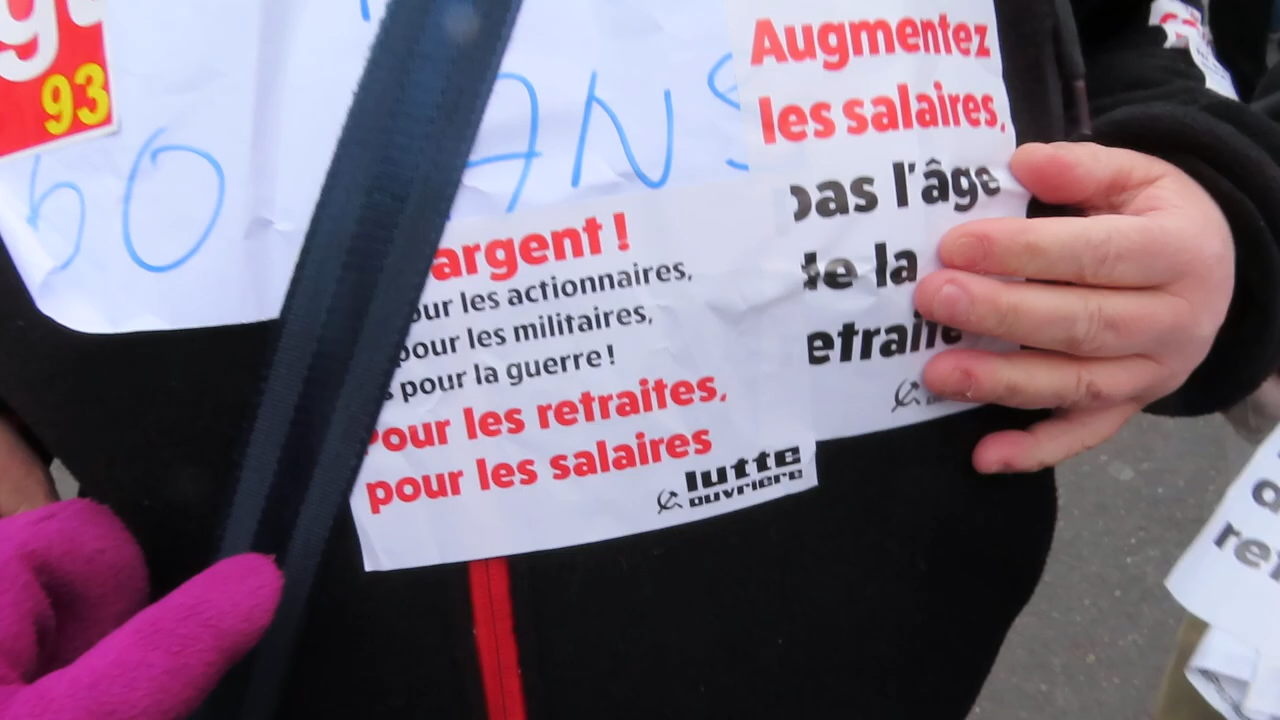 93
60 ANS
Augmentez
les salaires,
pas l'âge
de la
retraite
argent !
pour les actionnaires,
pour les militaires,
pour la guerre !
Pour les retraites,
pour les salaires
lutte
ouvrière